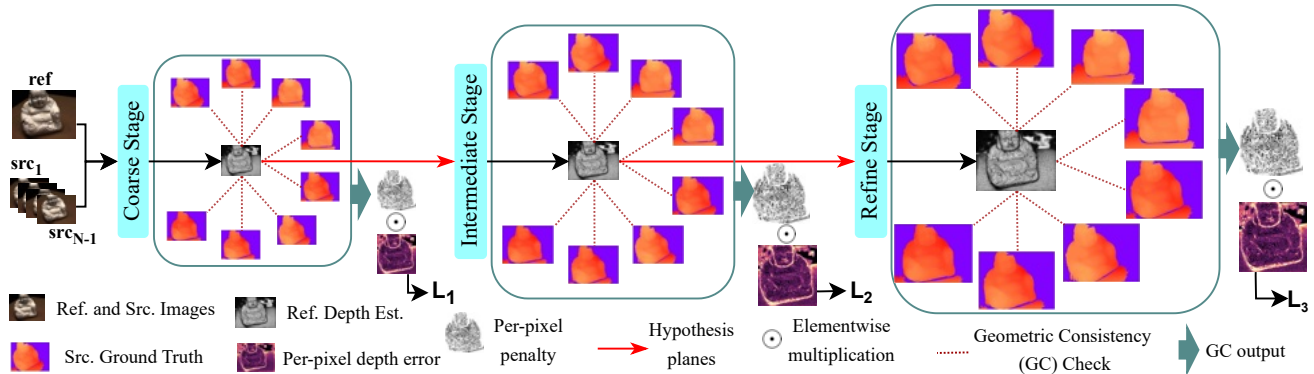 ref
src1
srcN-1
Coarse Stage
L1
Intermediate Stage
L2
Refine Stage
L3
Ref. and Src. Images
Ref. Depth Est.
Per-pixel
penalty
Hypothesis
planes
Elementwise
multiplication
Geometric Consistency
(GC) Check
GC output
Src. Ground Truth
Per-pixel depth error